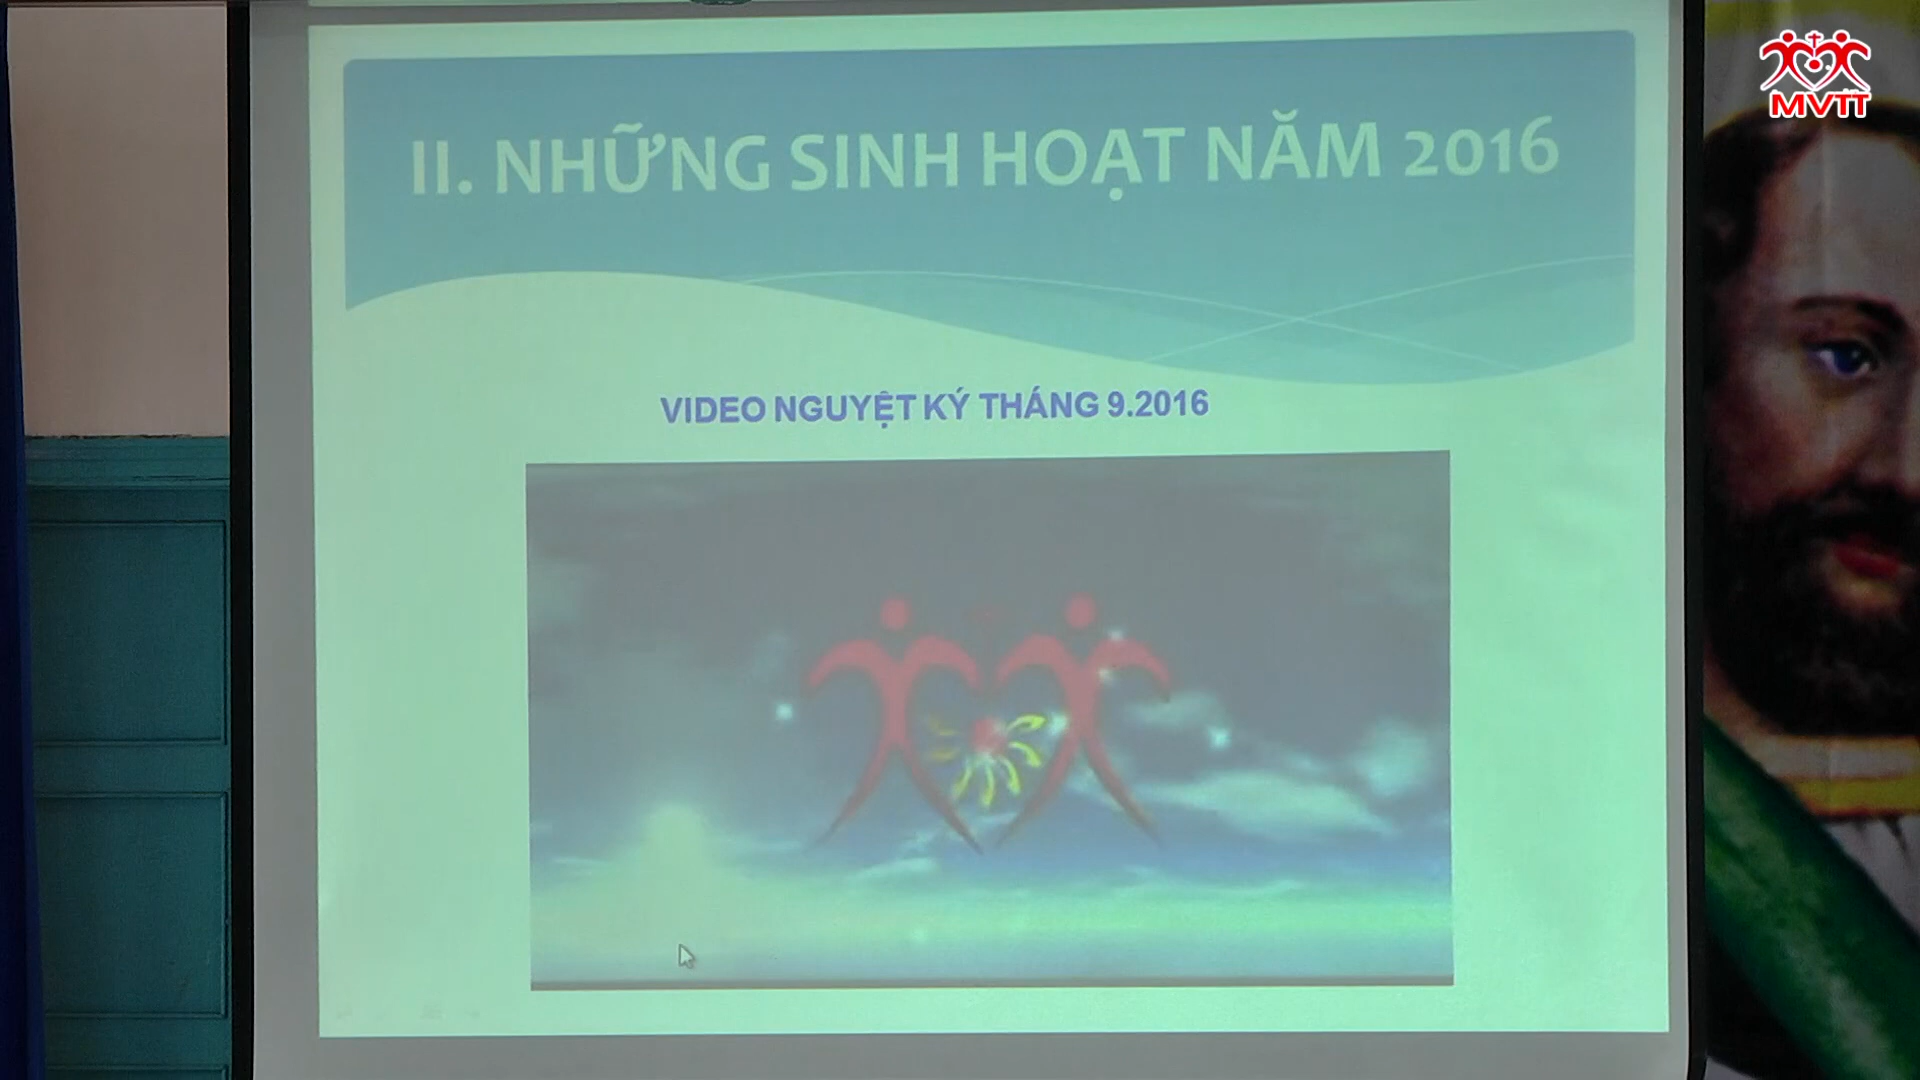 MVTT
II. NHỮNG SINH HOẠT NĂM 2016
VIDEO NGUYỆT KÝ THÁNG 9.2016